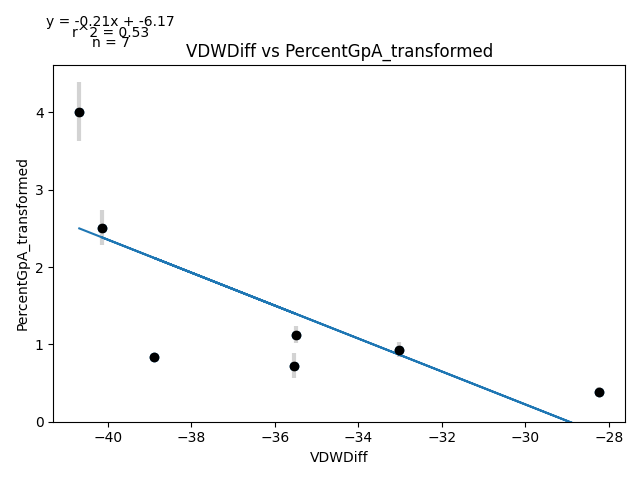 y = -0.21x + -6.17
r^2 = 0.53
n = 7
VDWDiff vs PercentGpA_transformed
PercentGpA_transformed
4
3
2
1
0
−40
−38
−36
−34
−32
−30
−28
VDWDiff